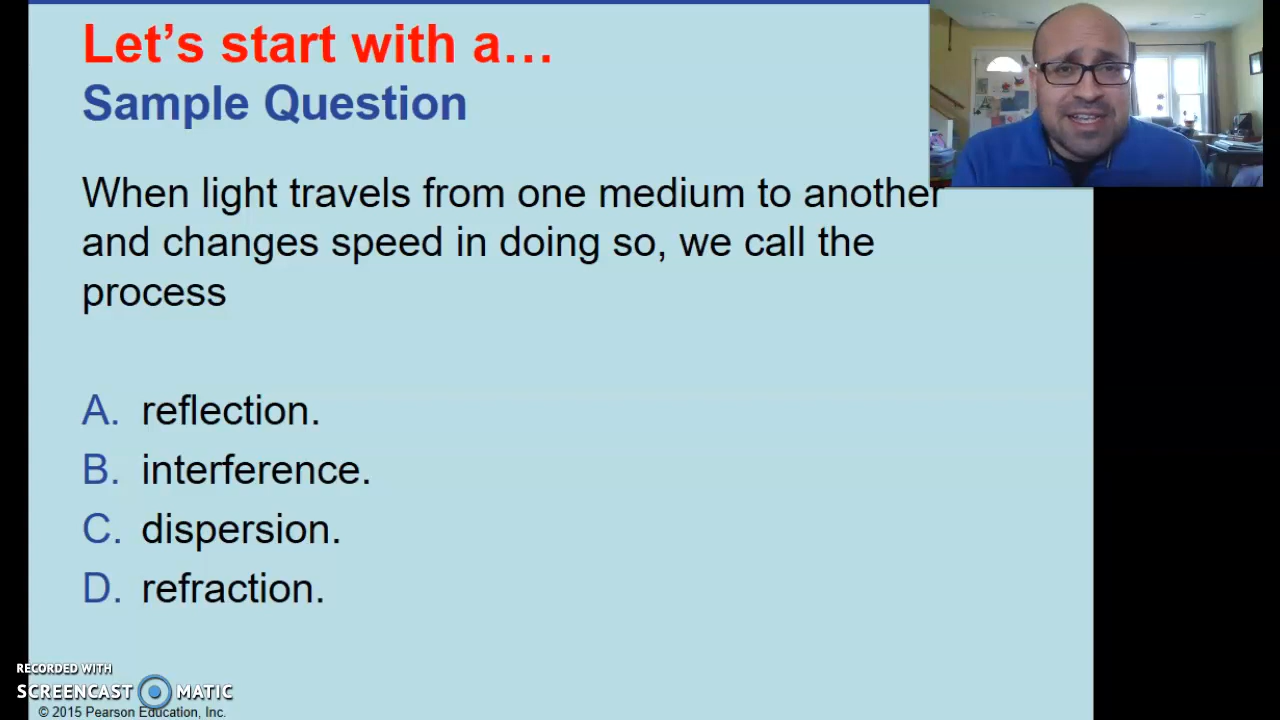 Let’s start with a…
Sample Question
When light travels from one medium to another
and changes speed in doing so, we call the
process
A. reflection.
B. interference.
C. dispersion.
D. refraction.
RECORDED WITH
SCREENCAST MATIC
© 2015 Pearson Education, Inc.